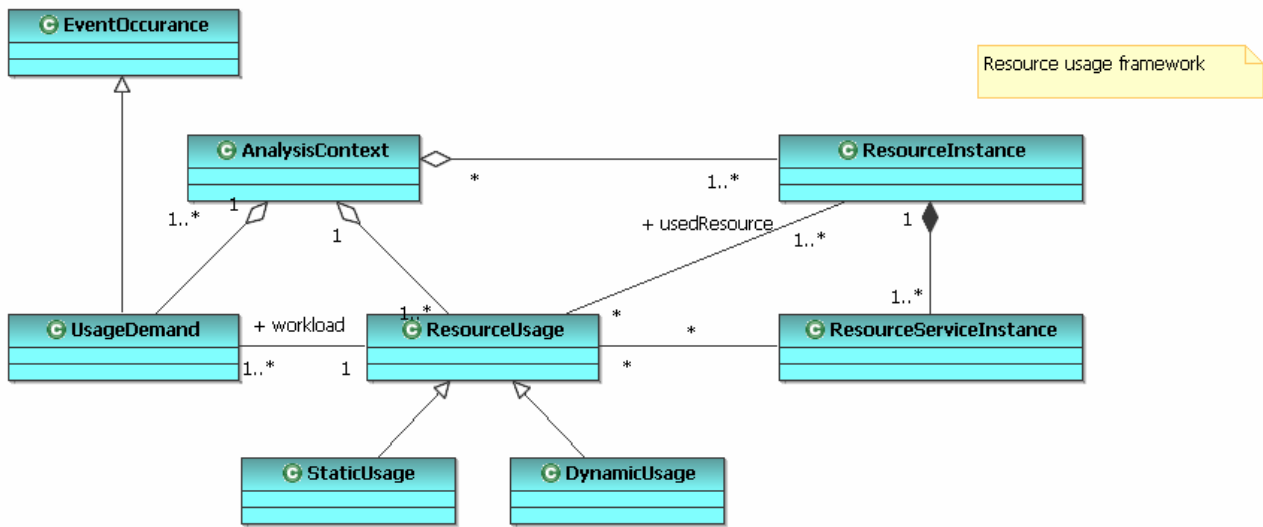 EventOccurance
Resource usage framework
AnalysisContext
ResourceInstance
*
1..*
1..*
1
1
+ usedResource
1..*
1
1..*
*
1..*
UsageDemand
+ workload
1..*
1
ResourceUsage
*
*
ResourceServiceInstance
StaticUsage
DynamicUsage